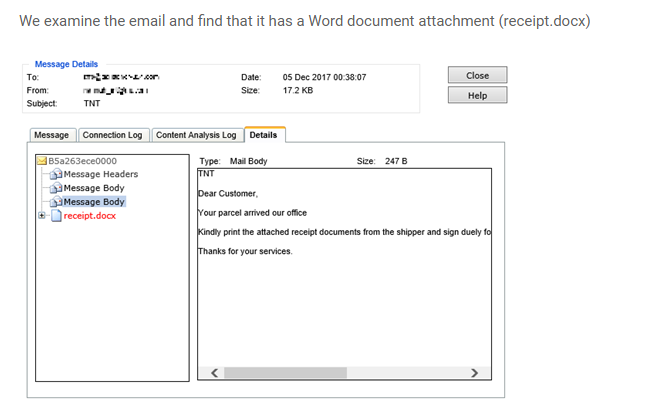 We examine the email and find that it has a Word document attachment (receipt.docx)
Message Details
To:
Date: 05 Dec 2017 00:38:07
Close
From:
Size: 17.2 KB
Help
Subject: TNT
Message Connection Log Content Analysis Log Details
B5a263ece0000
Message Headers
Message Body
Message Body
receipt.docx
Type: Mail Body Size: 247 B
TNT
Dear Customer,
Your parcel arrived our office
Kindly print the attached receipt documents from the shipper and sign duely fo
Thanks for your services.